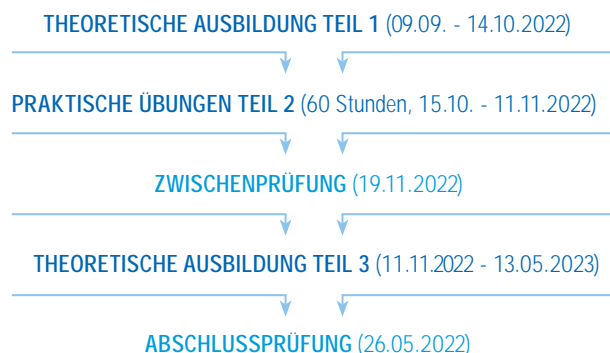 THEORETISCHE AUSBILDUNG TEIL 1 (09.09. - 14.10.2022)
PRAKTISCHE ÜBUNGEN TEIL 2 (60 Stunden, 15.10. - 11.11.2022)
ZWISCHENPRÜFUNG (19.11.2022)
THEORETISCHE AUSBILDUNG TEIL 3 (11.11.2022 - 13.05.2023)
ABSCHLUSSPRÜFUNG (26.05.2022)